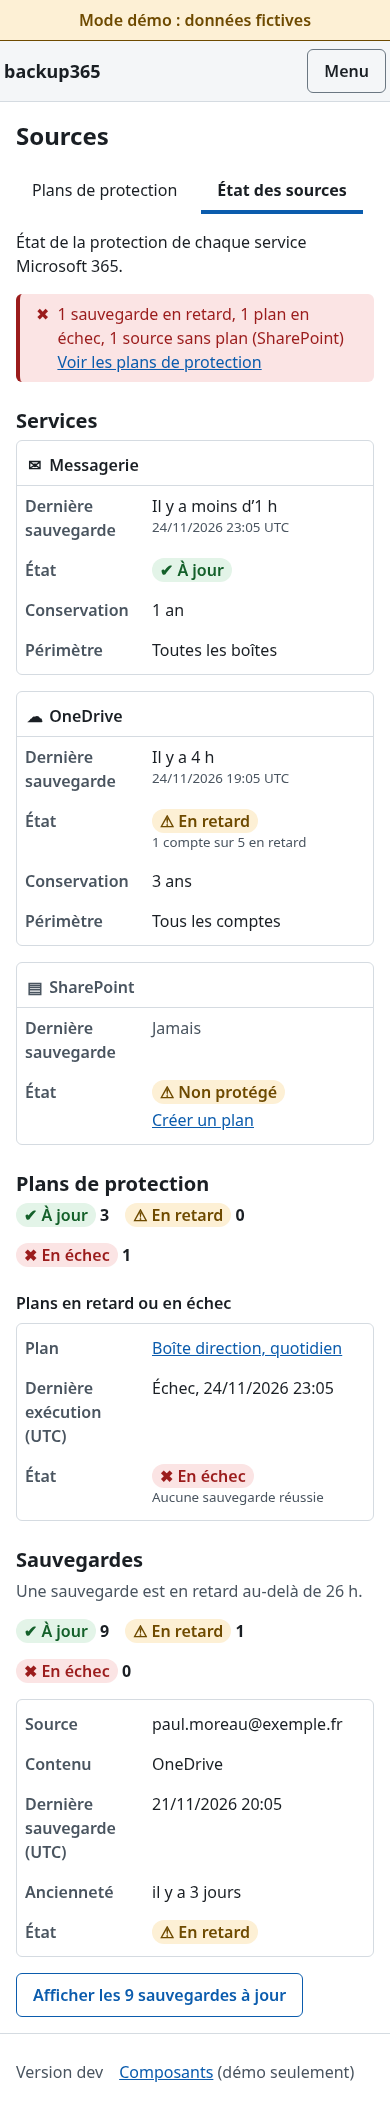 Mode démo : données fictives
backup365
Menu
Sources
Plans de protection
État des sources
État de la protection de chaque service
Microsoft 365.
✖ 1 sauvegarde en retard, 1 plan en
échec, 1 source sans plan (SharePoint)
Voir les plans de protection
Services
✉ Messagerie
Dernière
sauvegarde
Il y a moins d’1 h
24/11/2026 23:05 UTC
État
✔ À jour
Conservation
1 an
Périmètre
Toutes les boîtes
☁ OneDrive
Dernière
sauvegarde
Il y a 4 h
24/11/2026 19:05 UTC
État
⚠ En retard
1 compte sur 5 en retard
Conservation
3 ans
Périmètre
Tous les comptes
▤ SharePoint
Dernière
sauvegarde
Jamais
État
⚠ Non protégé
Créer un plan
Plans de protection
✔ À jour 3 ⚠ En retard 0
✖ En échec 1
Plans en retard ou en échec
Plan
Boîte direction, quotidien
Dernière
exécution
(UTC)
Échec, 24/11/2026 23:05
État
✖ En échec
Aucune sauvegarde réussie
Sauvegardes
Une sauvegarde est en retard au-delà de 26 h.
✔ À jour 9 ⚠ En retard 1
✖ En échec 0
Source
paul.moreau@exemple.fr
Contenu
OneDrive
Dernière
sauvegarde
(UTC)
21/11/2026 20:05
Ancienneté
il y a 3 jours
État
⚠ En retard
Afficher les 9 sauvegardes à jour
Version dev Composants (démo seulement)